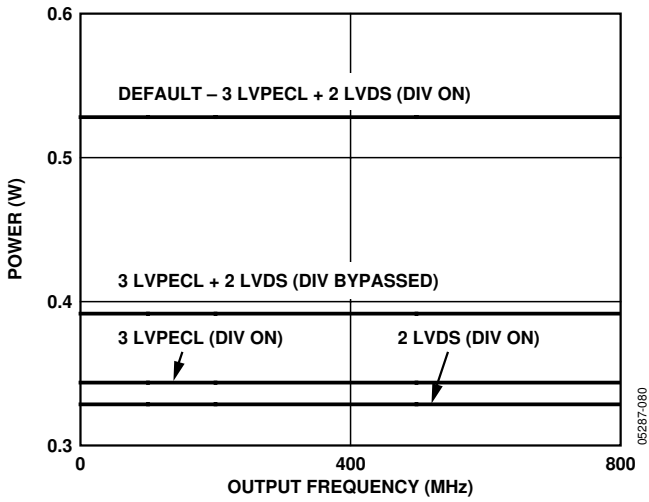 0.6
DEFAULT – 3 LVPECL + 2 LVDS (DIV ON)
0.5
POWER (W)
3 LVPECL + 2 LVDS (DIV BYPASSED)
0.4
3 LVPECL (DIV ON)
2 LVDS (DIV ON)
0.3
0
400
800
OUTPUT FREQUENCY (MHz)
05287-080